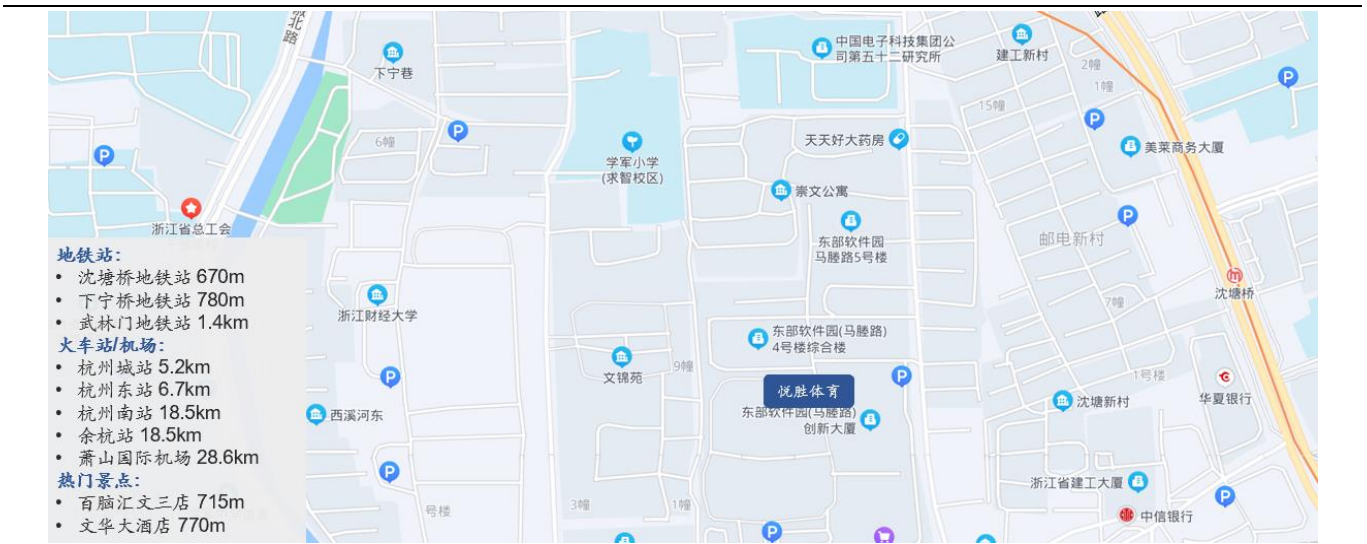 北路
下宁巷
中国电子科技集团公
司第五十二研究所
建工新村
2幢
1幢
15幢
6幢
学军小学
(求智校区)
天天好大药房
美莱商务大厦
崇文公寓
浙江省总工会
东部软件园
马塍路5号楼
邮电新村
地铁站:
• 沈塘桥地铁站 670m
• 下宁桥地铁站 780m
• 武林门地铁站 1.4km
火车站/机场:
• 杭州城站 5.2km
• 杭州东站 6.7km
• 杭州南站 18.5km
• 余杭站 18.5km
• 萧山国际机场 28.6km
热门景点:
• 百脑汇文三店 715m
• 文华大酒店 770m
沈塘桥
浙江财经大学
7幢
东部软件园(马塍路)
4号楼综合楼
文锦苑
9幢
1号楼
悦胜体育
沈塘新村
华夏银行
西溪河东
东部软件园(马塍路)
创新大厦
浙江省建工大厦
中信银行
号楼
3幢
1幢
P
P
P
P
P
P
P
P
P
P